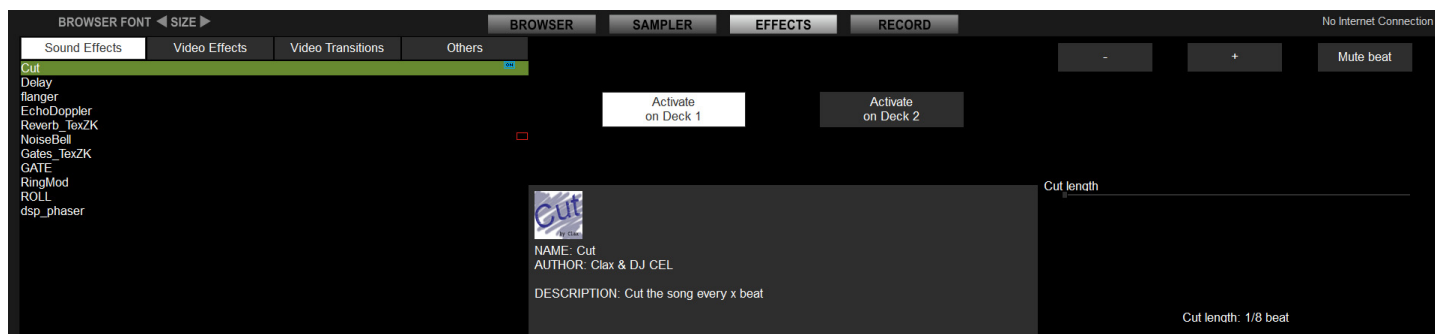 BROWSER FONT SIZE
BROWSER SAMPLER EFFECTS RECORD
No Internet Connection
Sound Effects Video Effects Video Transitions Others
Cut ON
Delay
flanger
EchoDoppler
Reverb_TexZK
NoiseBell
Gates_TexZK
GATE
RingMod
ROLL
dsp_phaser
Activate
on Deck 1
Activate
on Deck 2
Cut
by Clax
NAME: Cut
AUTHOR: Clax & DJ CEL
DESCRIPTION: Cut the song every x beat
- + Mute beat
Cut length
Cut length: 1/8 beat